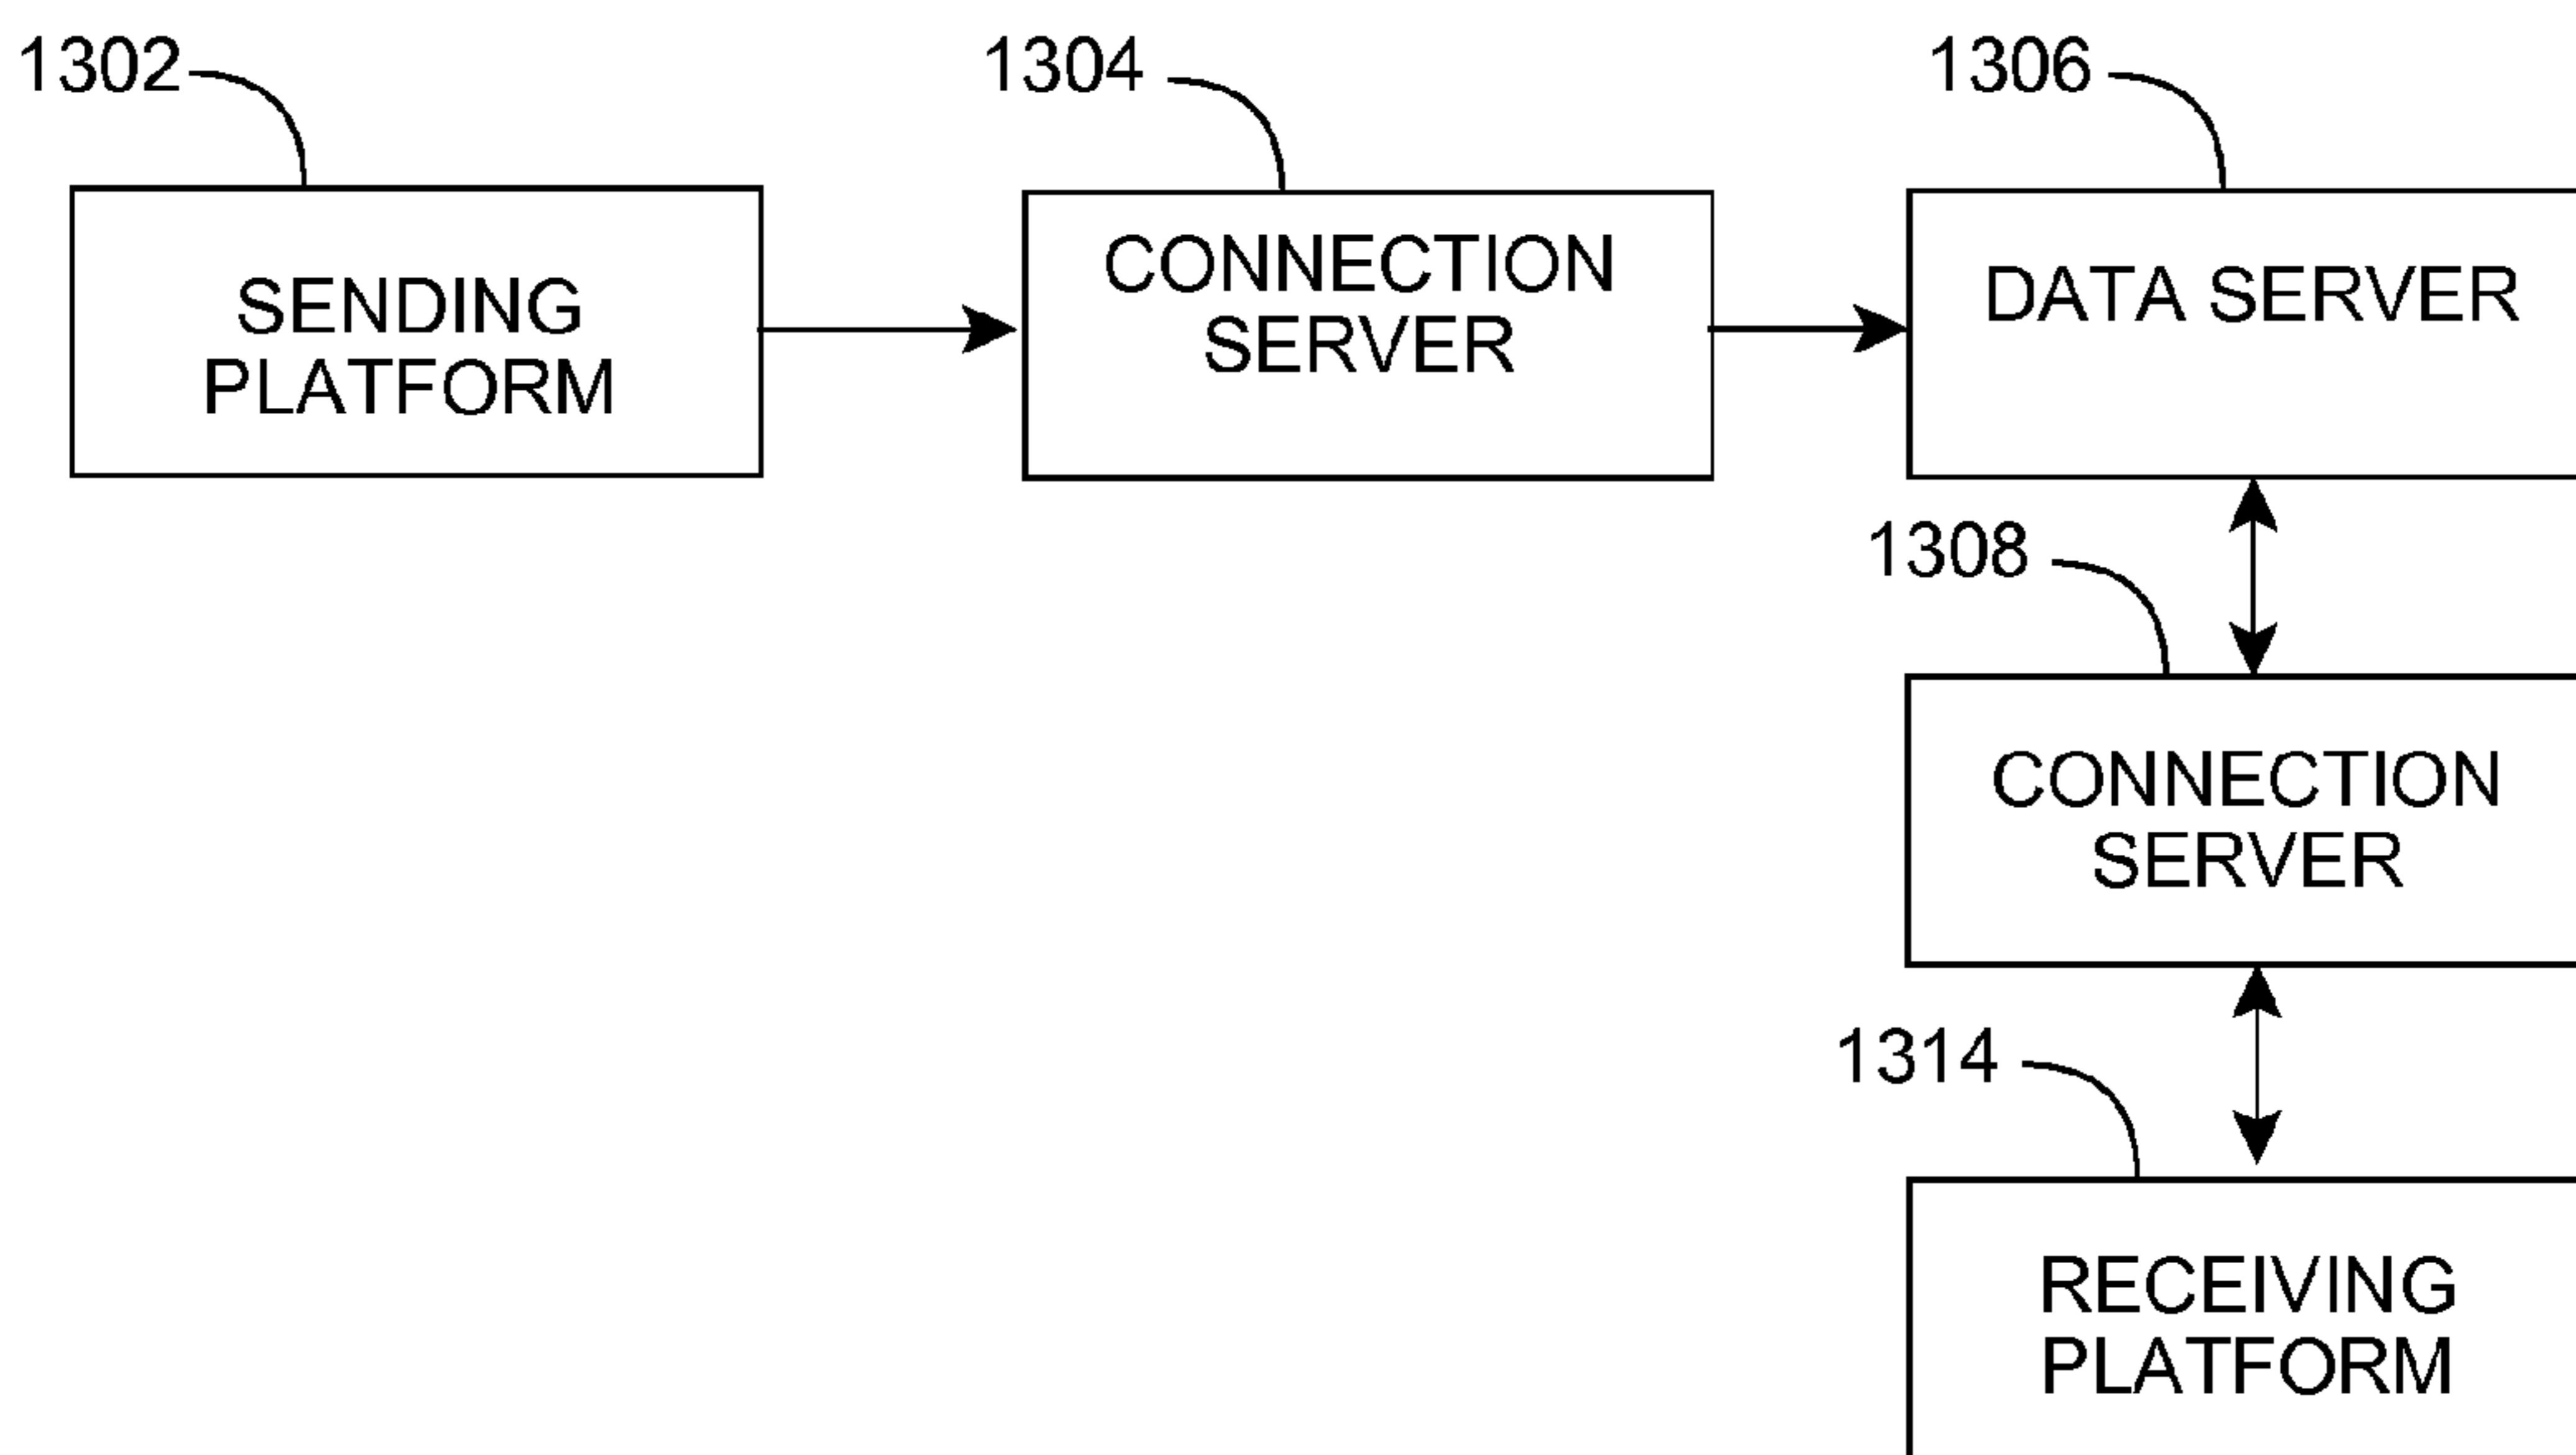 1302
1304
1306
SENDING
PLATFORM
CONNECTION
SERVER
DATA SERVER
1308
CONNECTION
SERVER
1314
RECEIVING
PLATFORM